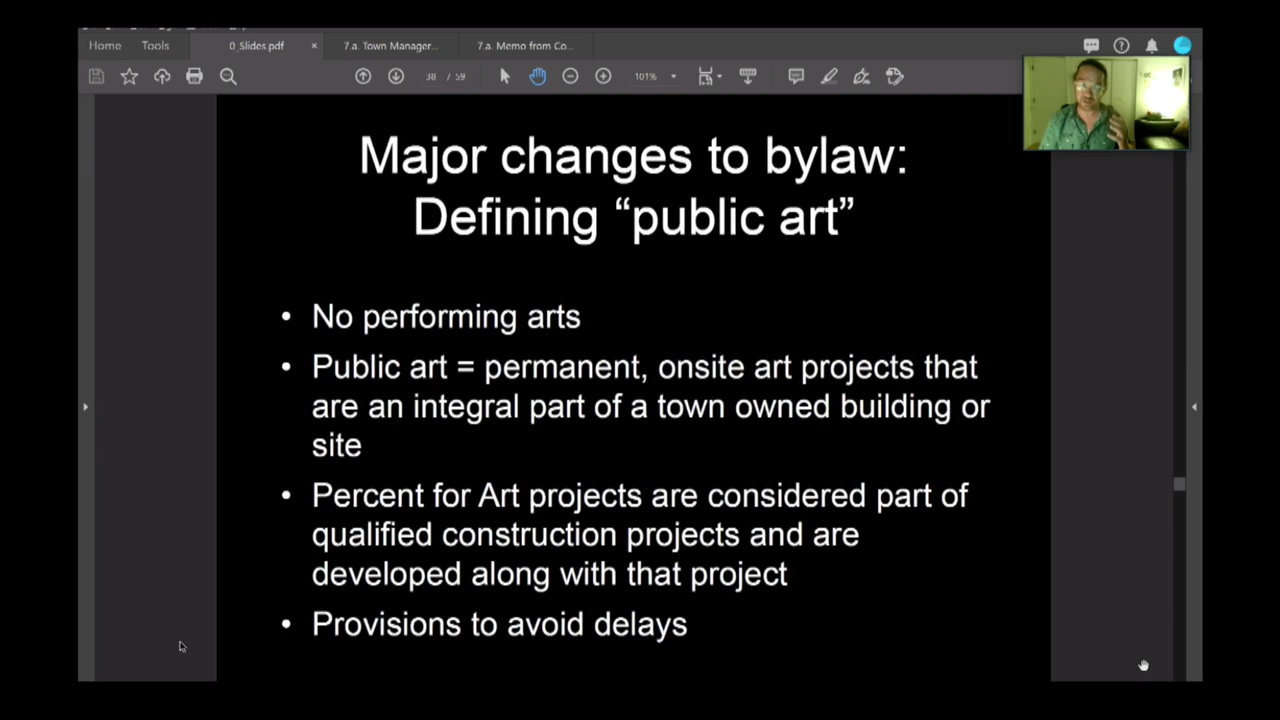 Home Tools 0_Slides.pdf × 7.a. Town Manager... 7.a. Memo from Co...
38 / 59 101%
Major changes to bylaw:
Defining “public art”
• No performing arts
• Public art = permanent, onsite art projects that
are an integral part of a town owned building or
site
• Percent for Art projects are considered part of
qualified construction projects and are
developed along with that project
• Provisions to avoid delays